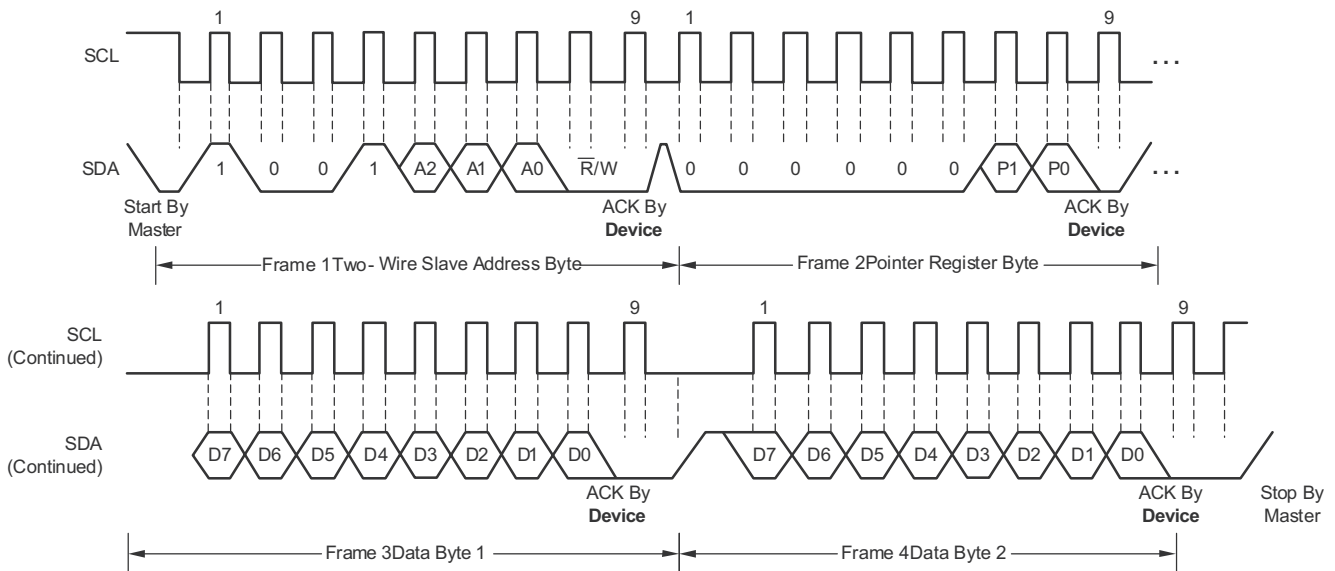 1 9 1 9
SCL ...
SDA 1 0 0 1 A2 A1 A0 R̅/W 0 0 0 0 0 0 P1 P0 ...
Start By Master
ACK By Device
ACK By Device
Frame 1Two- Wire Slave Address Byte
Frame 2Pointer Register Byte
1 9 1 9
SCL
(Continued)
SDA
(Continued)
D7 D6 D5 D4 D3 D2 D1 D0 D7 D6 D5 D4 D3 D2 D1 D0
ACK By Device
ACK By Device
Stop By Master
Frame 3Data Byte 1
Frame 4Data Byte 2